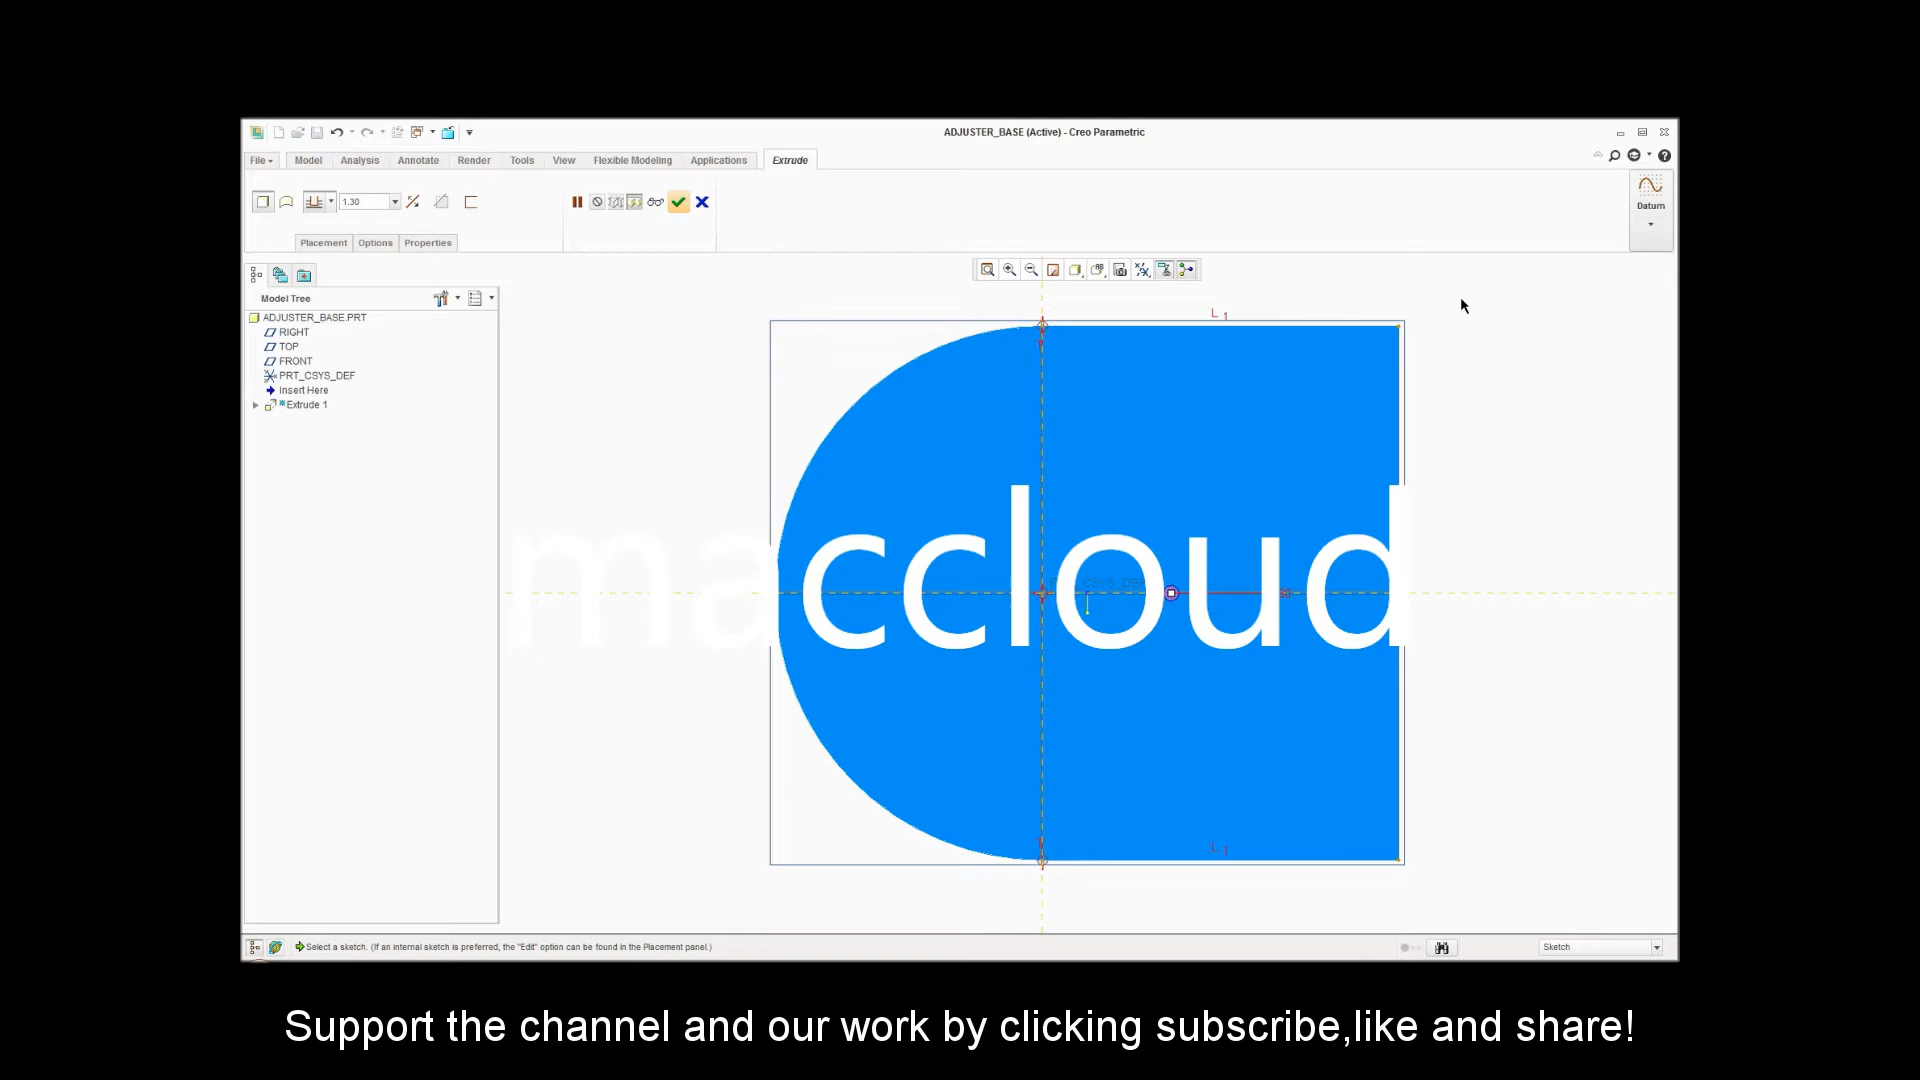 ADJUSTER_BASE (Active) - Creo Parametric
File Model Analysis Annotate Render Tools View Flexible Modeling Applications Extrude
1.30
Datum
Placement Options Properties
Model Tree
ADJUSTER_BASE.PRT
RIGHT
TOP
FRONT
PRT_CSYS_DEF
Insert Here
Extrude 1
L 1
maccloud
L 1
Select a sketch. (If an internal sketch is preferred, the "Edit" option can be found in the Placement panel.)
Sketch
Support the channel and our work by clicking subscribe,like and share!